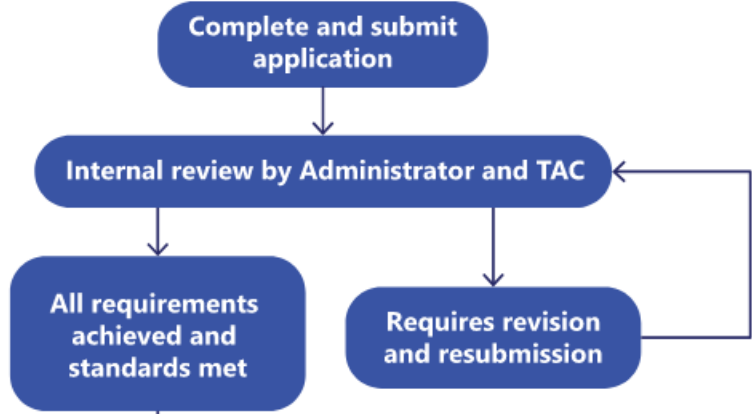 Complete and submit
application
Internal review by Administrator and TAC
All requirements
achieved and
standards met
Requires revision
and resubmission